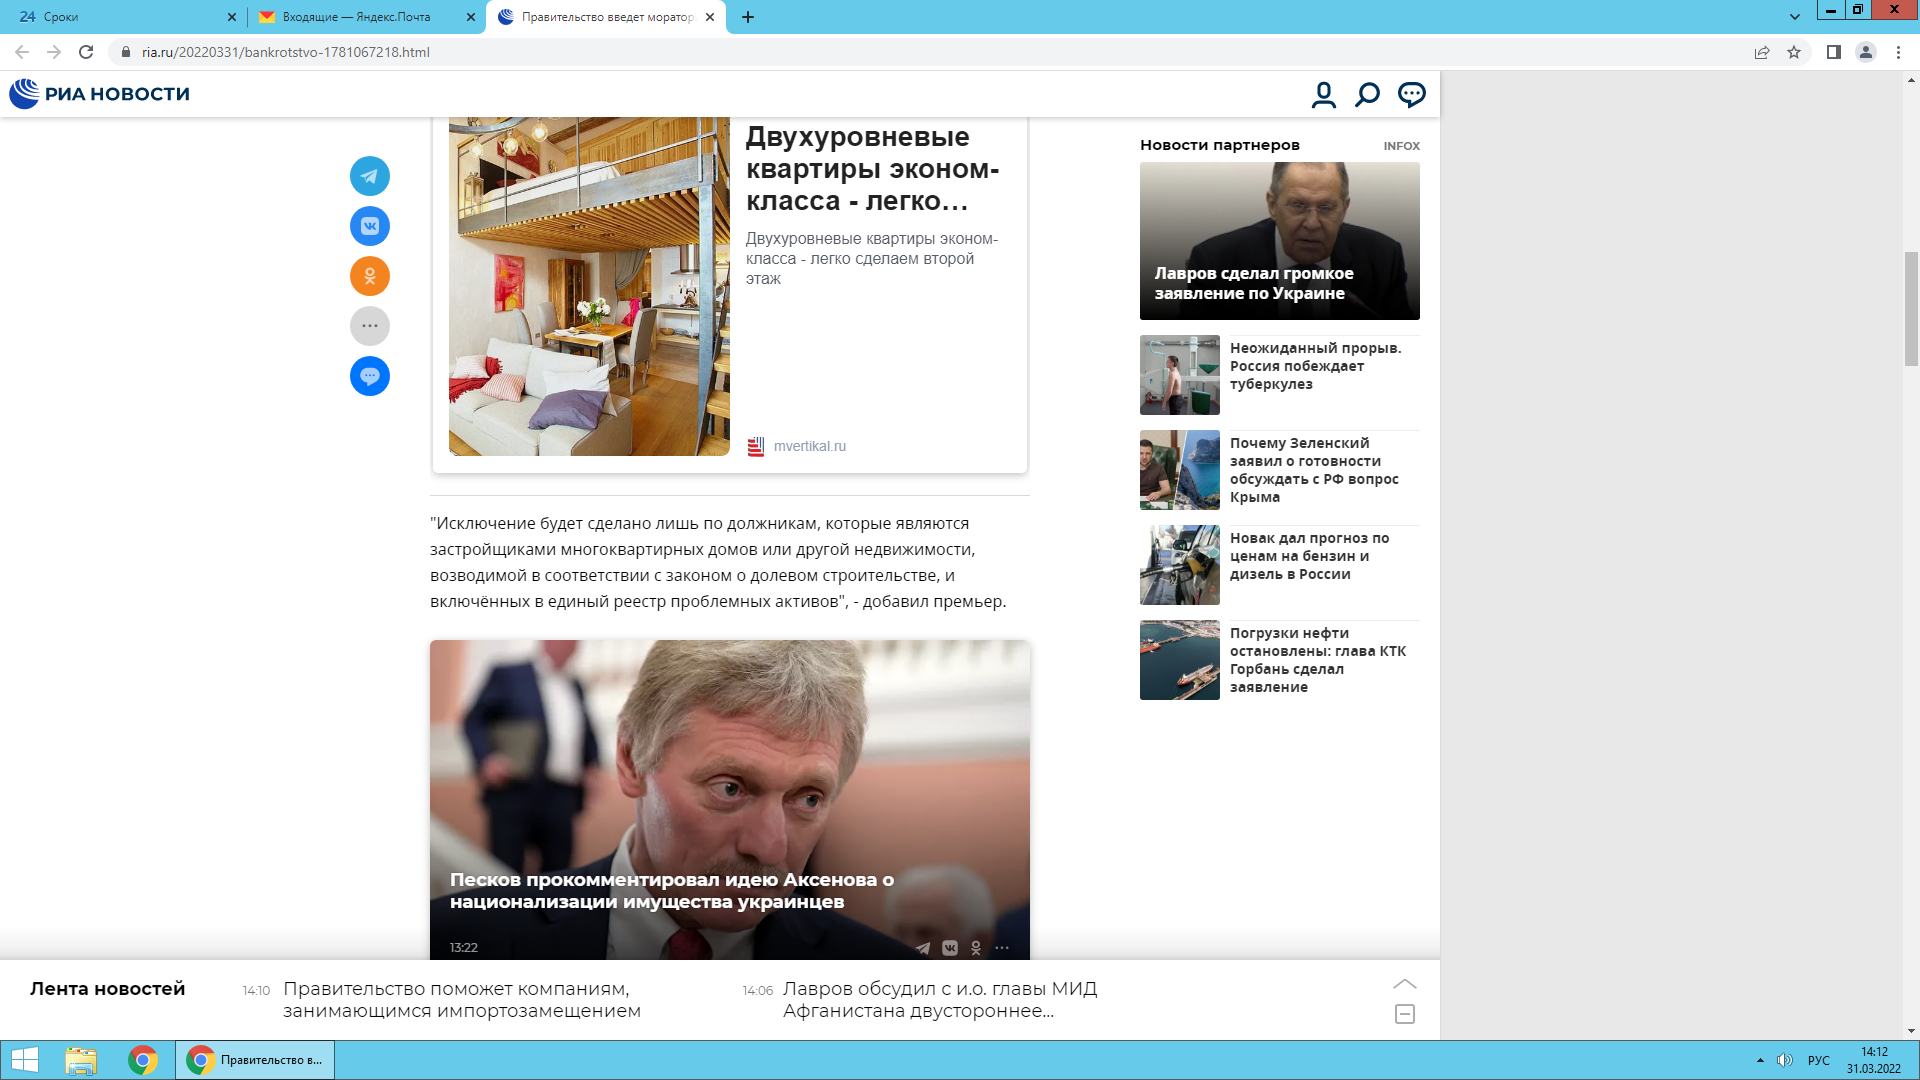 24 Сроки
Входящие — Яндекс.Почта
Правительство введет моратор
ria.ru/20220331/bankrotstvo-1781067218.html
РИА НОВОСТИ
Двухуровневые
квартиры эконом-
класса - легко...
Двухуровневые квартиры эконом-
класса - легко сделаем второй
этаж
mvertikal.ru
"Исключение будет сделано лишь по должникам, которые являются
застройщиками многоквартирных домов или другой недвижимости,
возводимой в соответствии с законом о долевом строительстве, и
включённых в единый реестр проблемных активов", - добавил премьер.
Песков прокомментировал идею Аксенова о
национализации имущества украинцев
13:22
Новости партнеров
INFOX
Лавров сделал громкое
заявление по Украине
Неожиданный прорыв.
Россия побеждает
туберкулез
Почему Зеленский
заявил о готовности
обсуждать с РФ вопрос
Крыма
Новак дал прогноз по
ценам на бензин и
дизель в России
Погрузки нефти
остановлены: глава КТК
Горбань сделал
заявление
Лента новостей
14:10 Правительство поможет компаниям,
занимающимся импортозамещением
14:06 Лавров обсудил с и.о. главы МИД
Афганистана двустороннее...
Правительство в...
РУС
14:12
31.03.2022